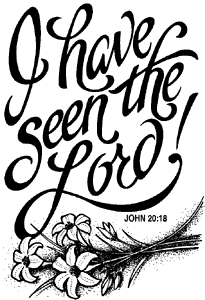 I have
seen the
Lord!
JOHN 20:18